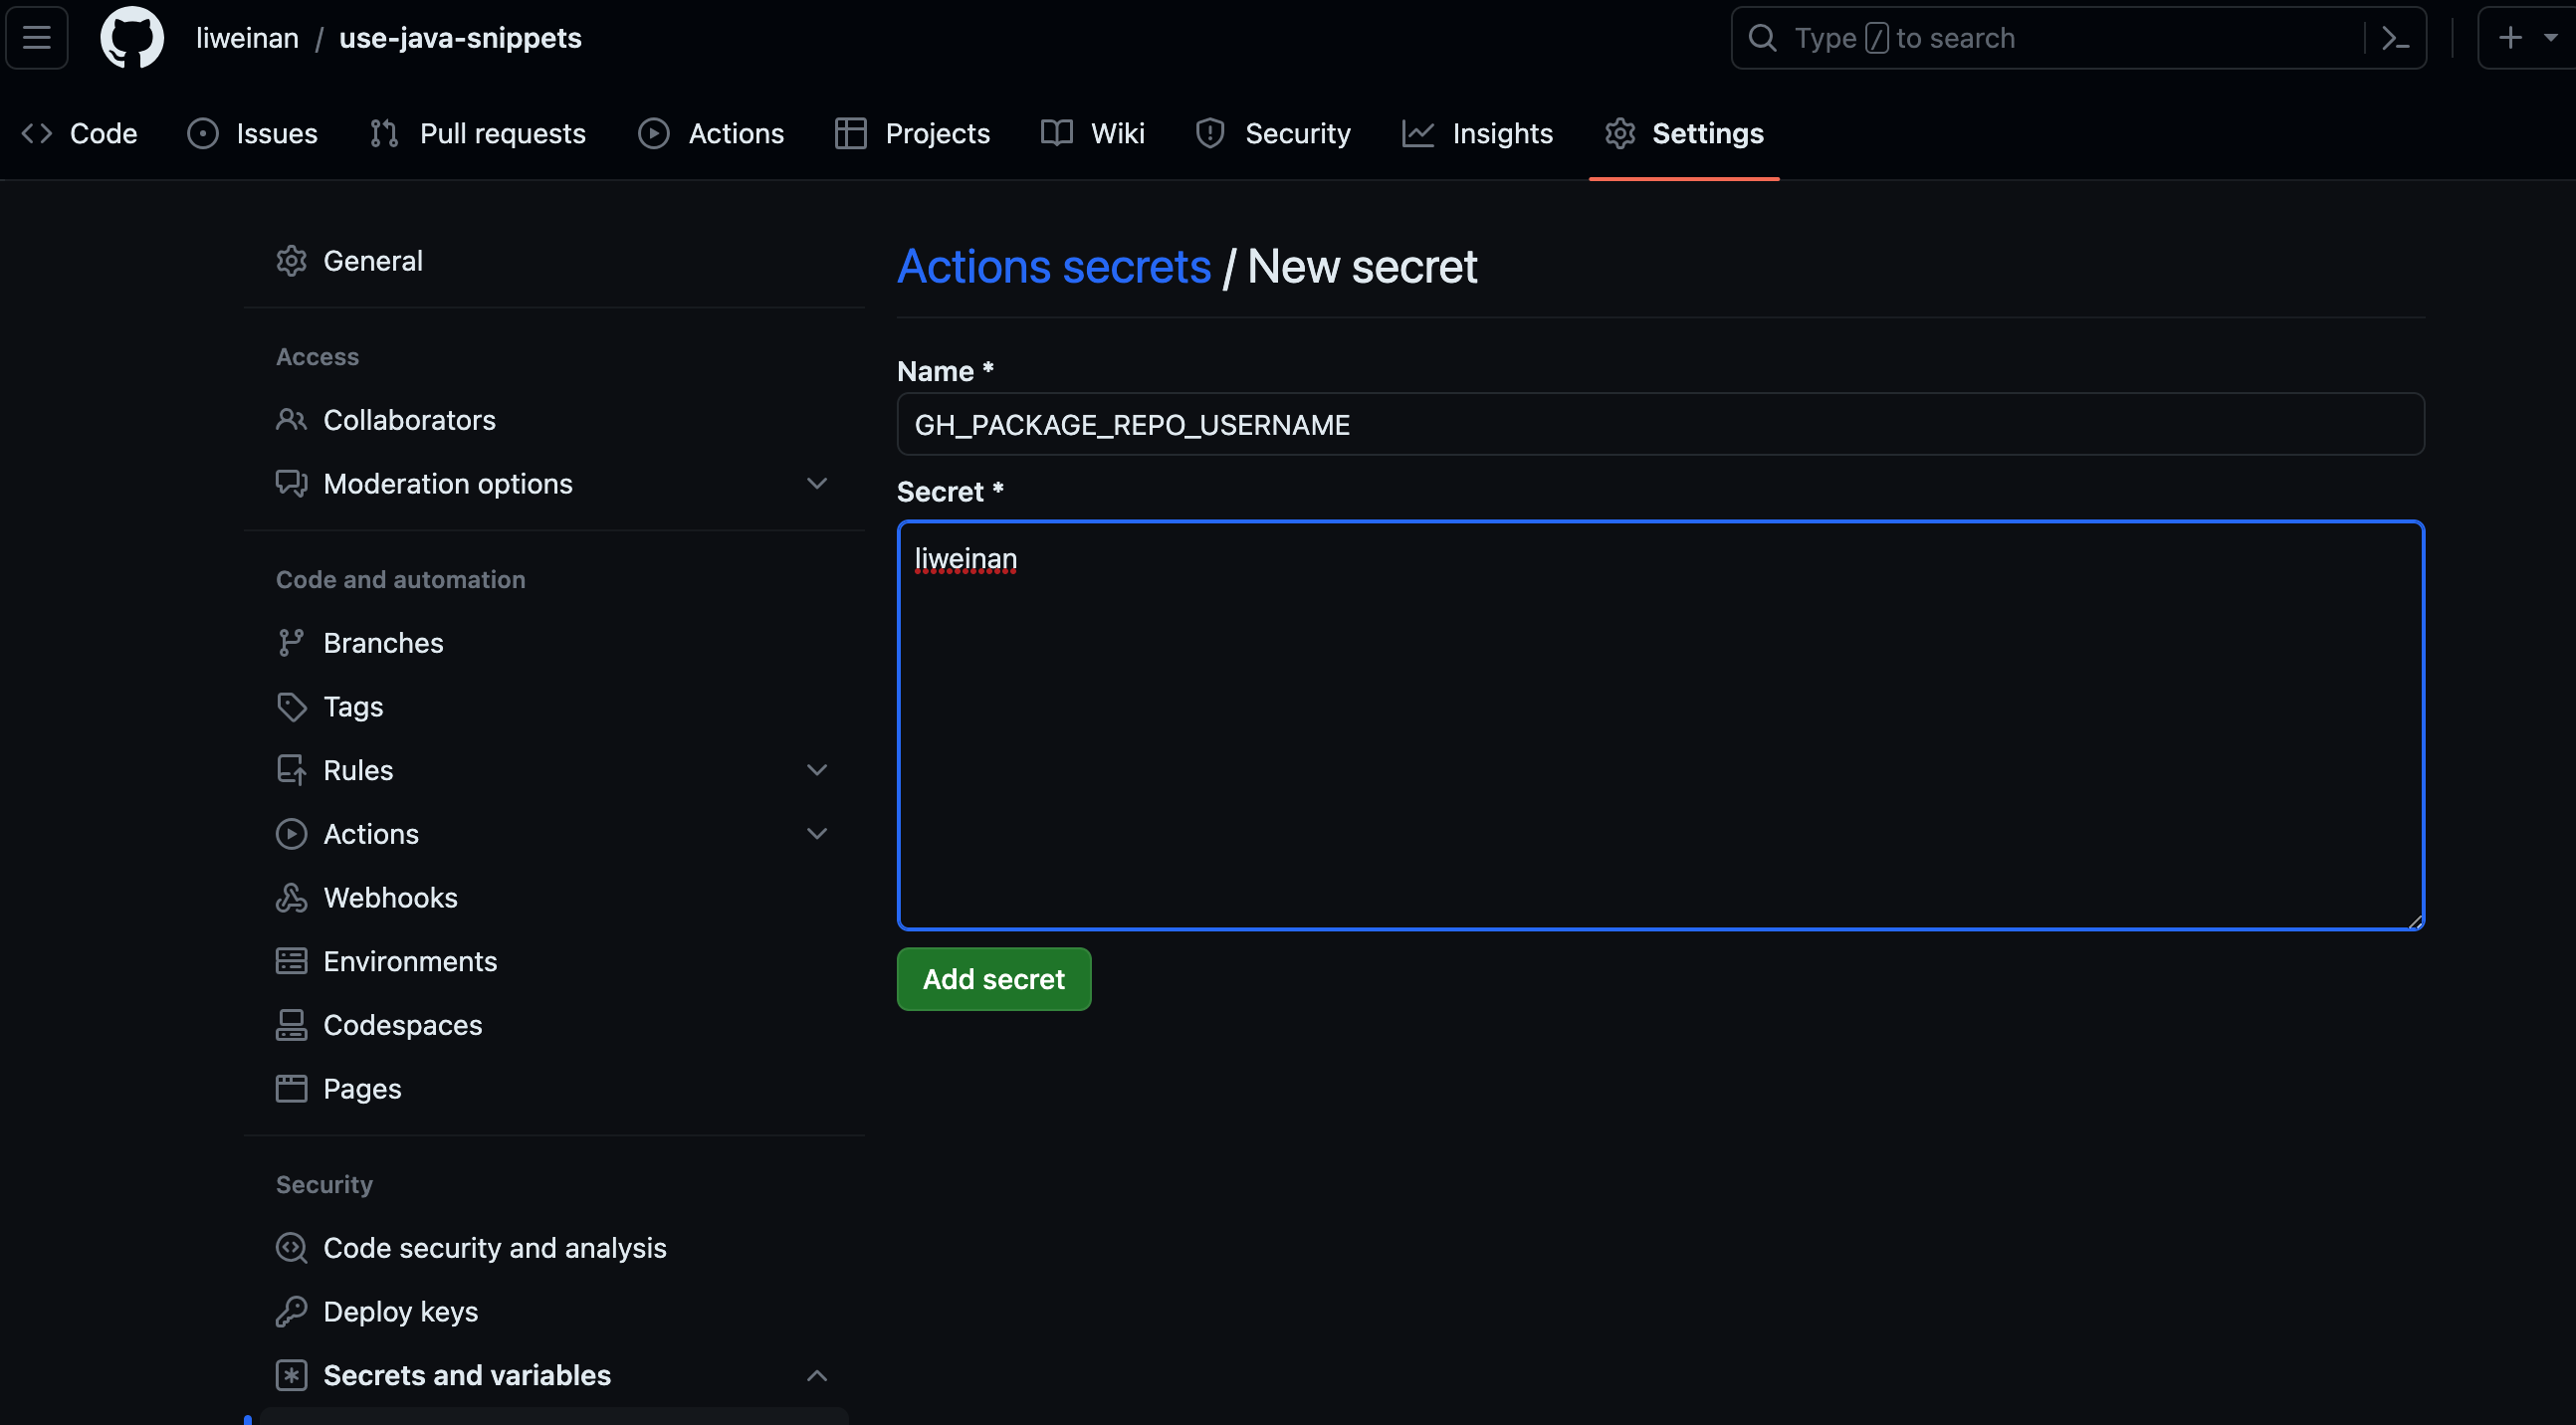 liweinan / use-java-snippets
Type / to search
Code Issues Pull requests Actions Projects Wiki Security Insights Settings
General
Access
Collaborators
Moderation options
Code and automation
Branches
Tags
Rules
Actions
Webhooks
Environments
Codespaces
Pages
Security
Code security and analysis
Deploy keys
Secrets and variables
Actions secrets / New secret
Name *
GH_PACKAGE_REPO_USERNAME
Secret *
liweinan
Add secret